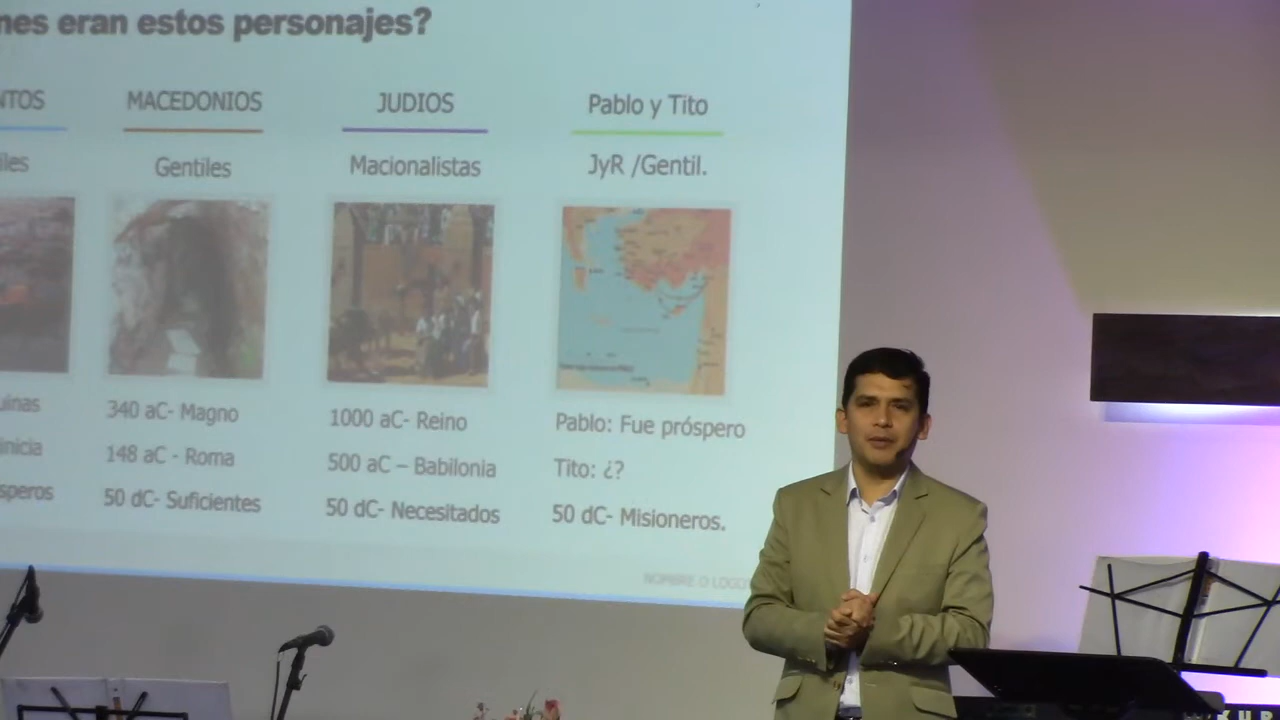 nes eran estos personajes?
NTOS
MACEDONIOS
JUDIOS
Pablo y Tito
iles
Gentiles
Macionalistas
JyR /Gentil.
uinas
340 aC- Magno
1000 aC- Reino
Pablo: Fue próspero
inicia
148 aC - Roma
500 aC – Babilonia
Tito: ¿?
speros
50 dC- Suficientes
50 dC- Necesitados
50 dC- Misioneros.
NOMBRE O LOGO